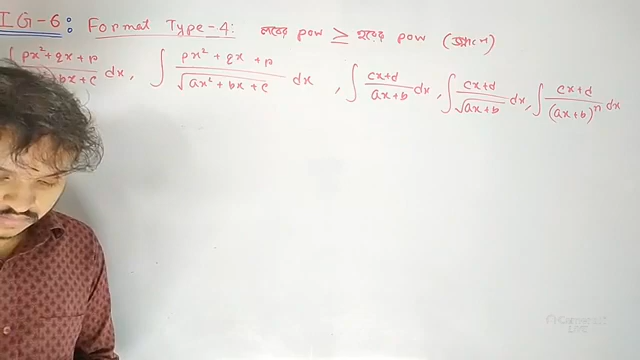 IG-6: Format Type-4: লবের pow ≥ হরের pow (সমান)
∫ px² + qx + p / bx + c dx, ∫ px² + qx + p / √ax² + bx + c dx, ∫ cx+d / ax+b dx, ∫ cx+d / √ax+b dx, ∫ cx+d / (ax+b)ⁿ dx